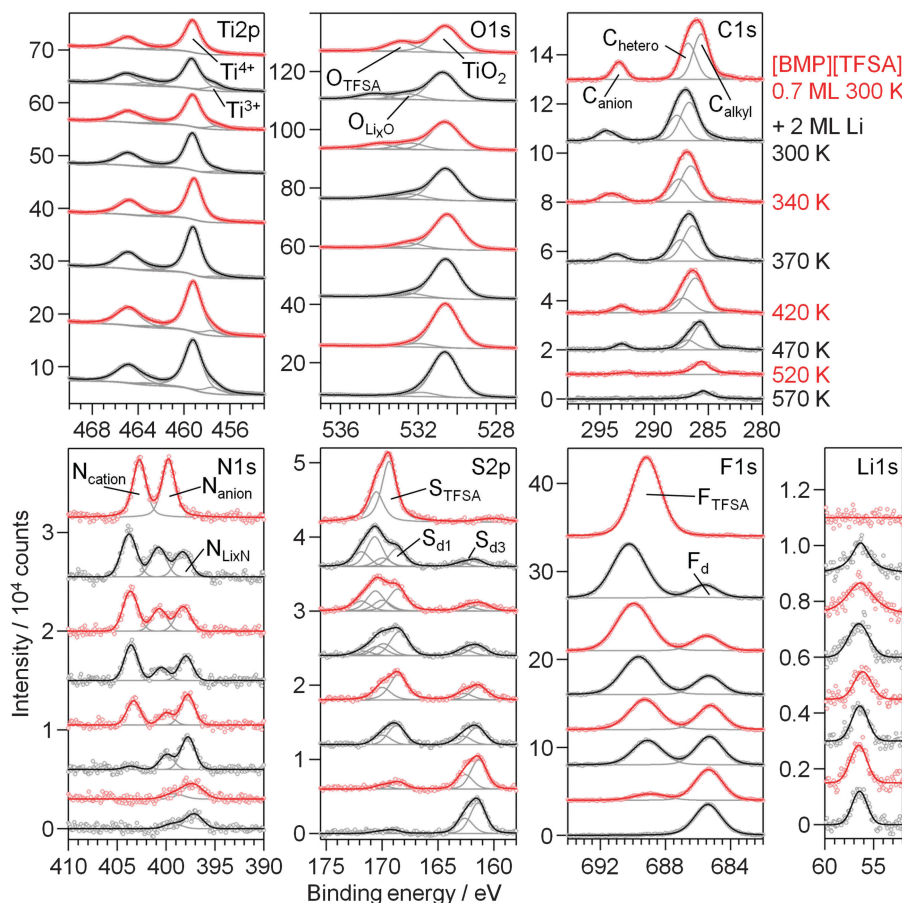 Ti2p
O1s
C1s
70
60
50
40
30
20
10
Ti4+
Ti3+
468 464 460 456
120
100
80
60
40
20
OTFSA
TiO2
OLixO
536 532 528
14
12
10
8
6
4
2
0
Chetero
Canion
Calkyl
295 290 285 280
[BMP][TFSA]
0.7 ML 300 K
+ 2 ML Li
300 K
340 K
370 K
420 K
470 K
520 K
570 K
Intensity / 10⁴ counts
N1s
Ncation
Nanion
NLixN
3
2
1
0
410 405 400 395 390
S2p
STFSA
Sd1
Sd3
5
4
3
2
1
0
175 170 165 160
F1s
FTFSA
Fd
40
30
20
10
0
692 688 684
Li1s
1.2
1.0
0.8
0.6
0.4
0.2
0
60 55
Binding energy / eV